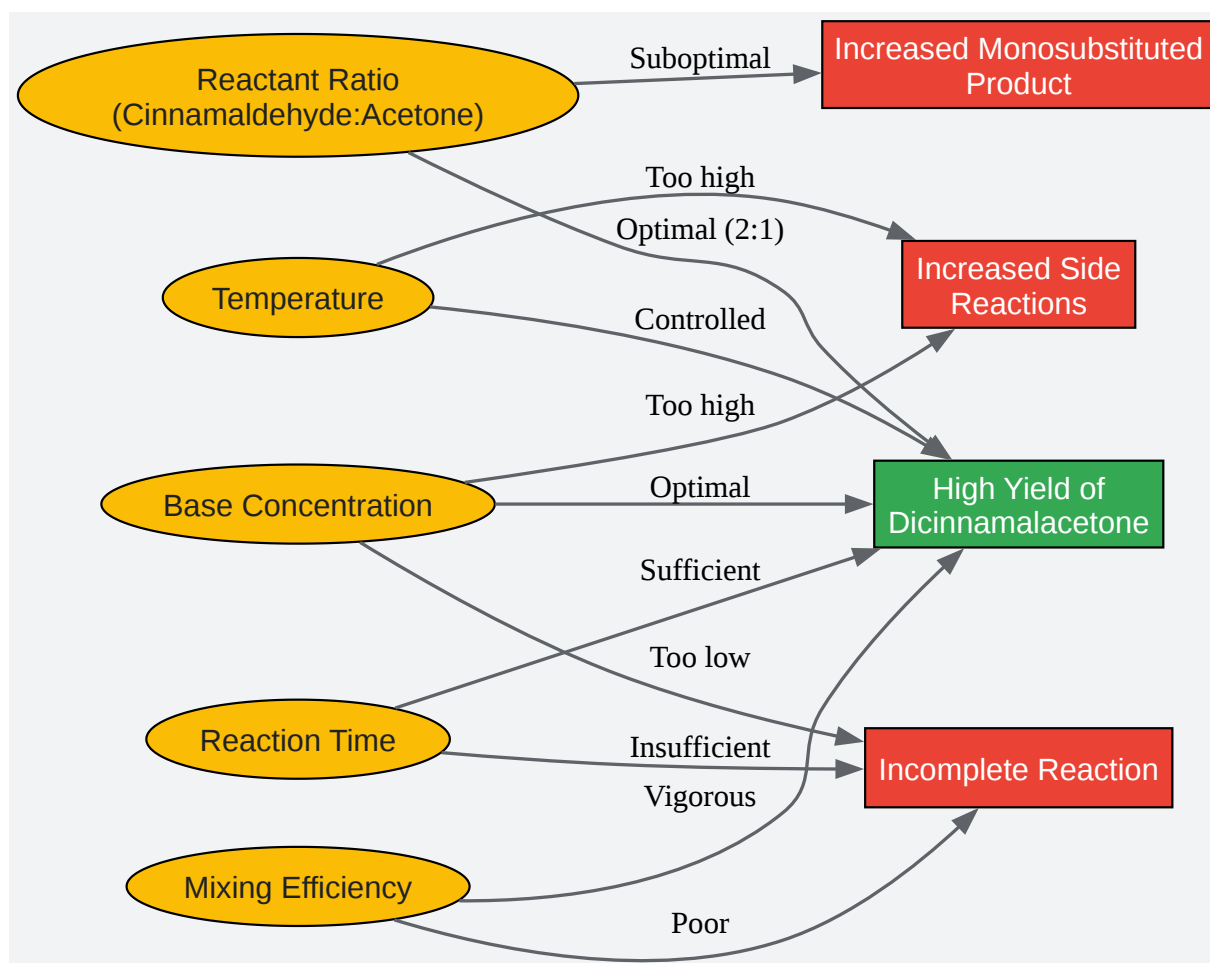 Reactant Ratio
(Cinnamaldehyde:Acetone)
Suboptimal
Increased Monosubstituted
Product
Too high
Optimal (2:1)
Temperature
Increased Side
Reactions
Controlled
Too high
Base Concentration
Optimal
High Yield of
Dicinnamalacetone
Sufficient
Too low
Reaction Time
Insufficient
Incomplete Reaction
Vigorous
Mixing Efficiency
Poor